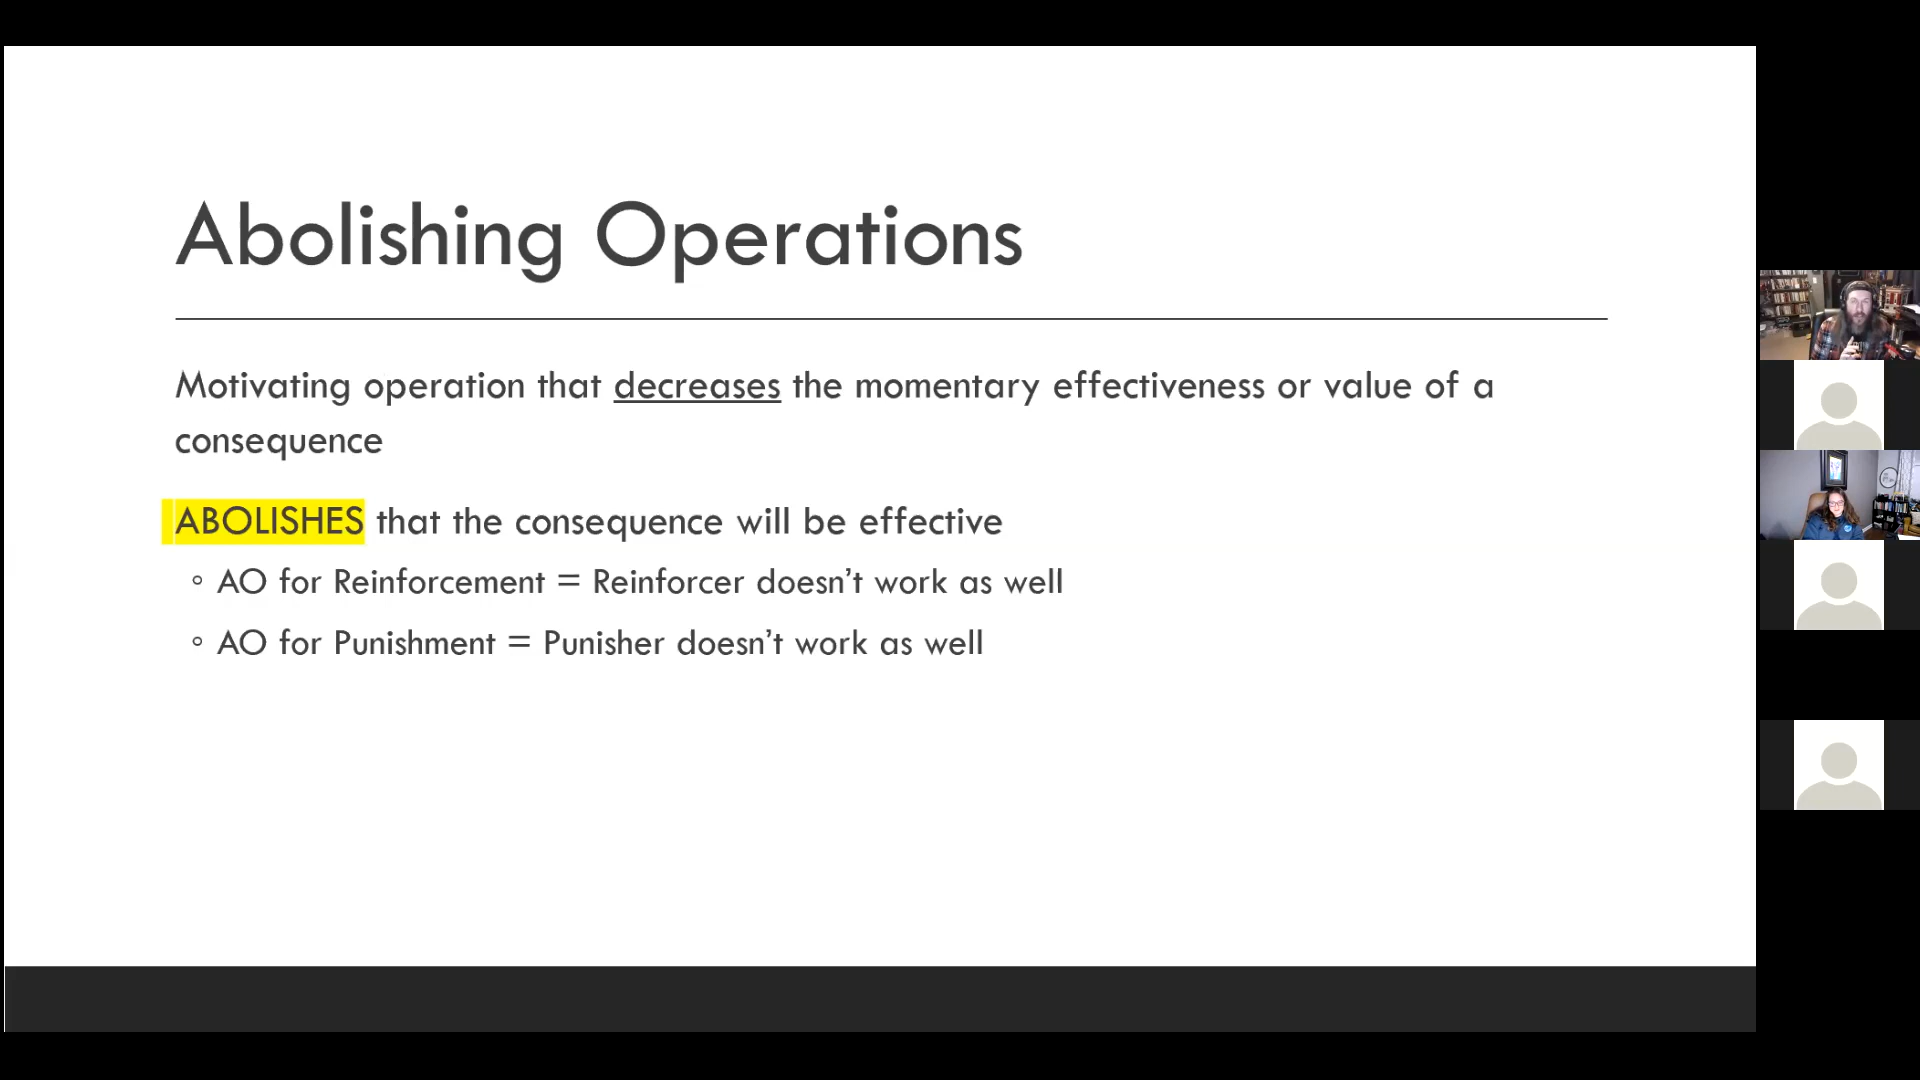 Abolishing Operations
Motivating operation that decreases the momentary effectiveness or value of a
consequence
ABOLISHES that the consequence will be effective
◦ AO for Reinforcement = Reinforcer doesn’t work as well
◦ AO for Punishment = Punisher doesn’t work as well